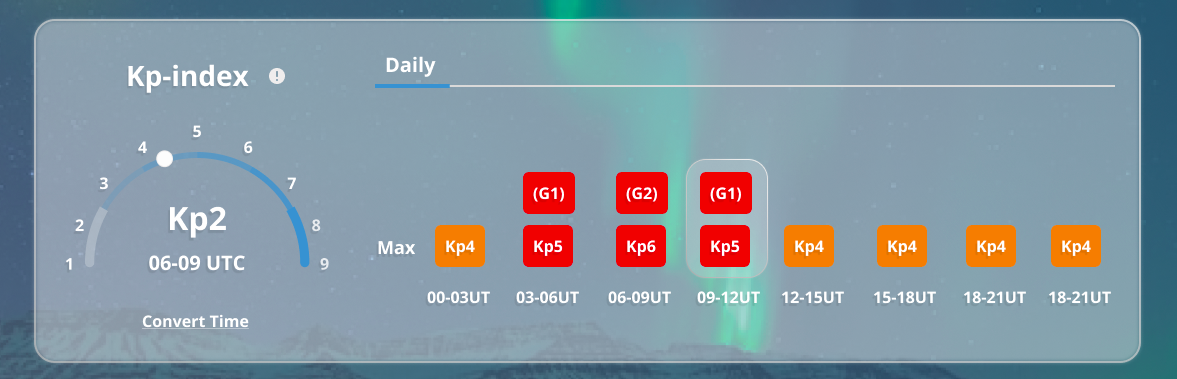 Kp-index
Daily
1
2
3
4
5
6
7
8
9
Kp2
06-09 UTC
Convert Time
(G1) (G2) (G1)
Max Kp4 Kp5 Kp6 Kp5 Kp4 Kp4 Kp4 Kp4
00-03UT 03-06UT 06-09UT 09-12UT 12-15UT 15-18UT 18-21UT 18-21UT